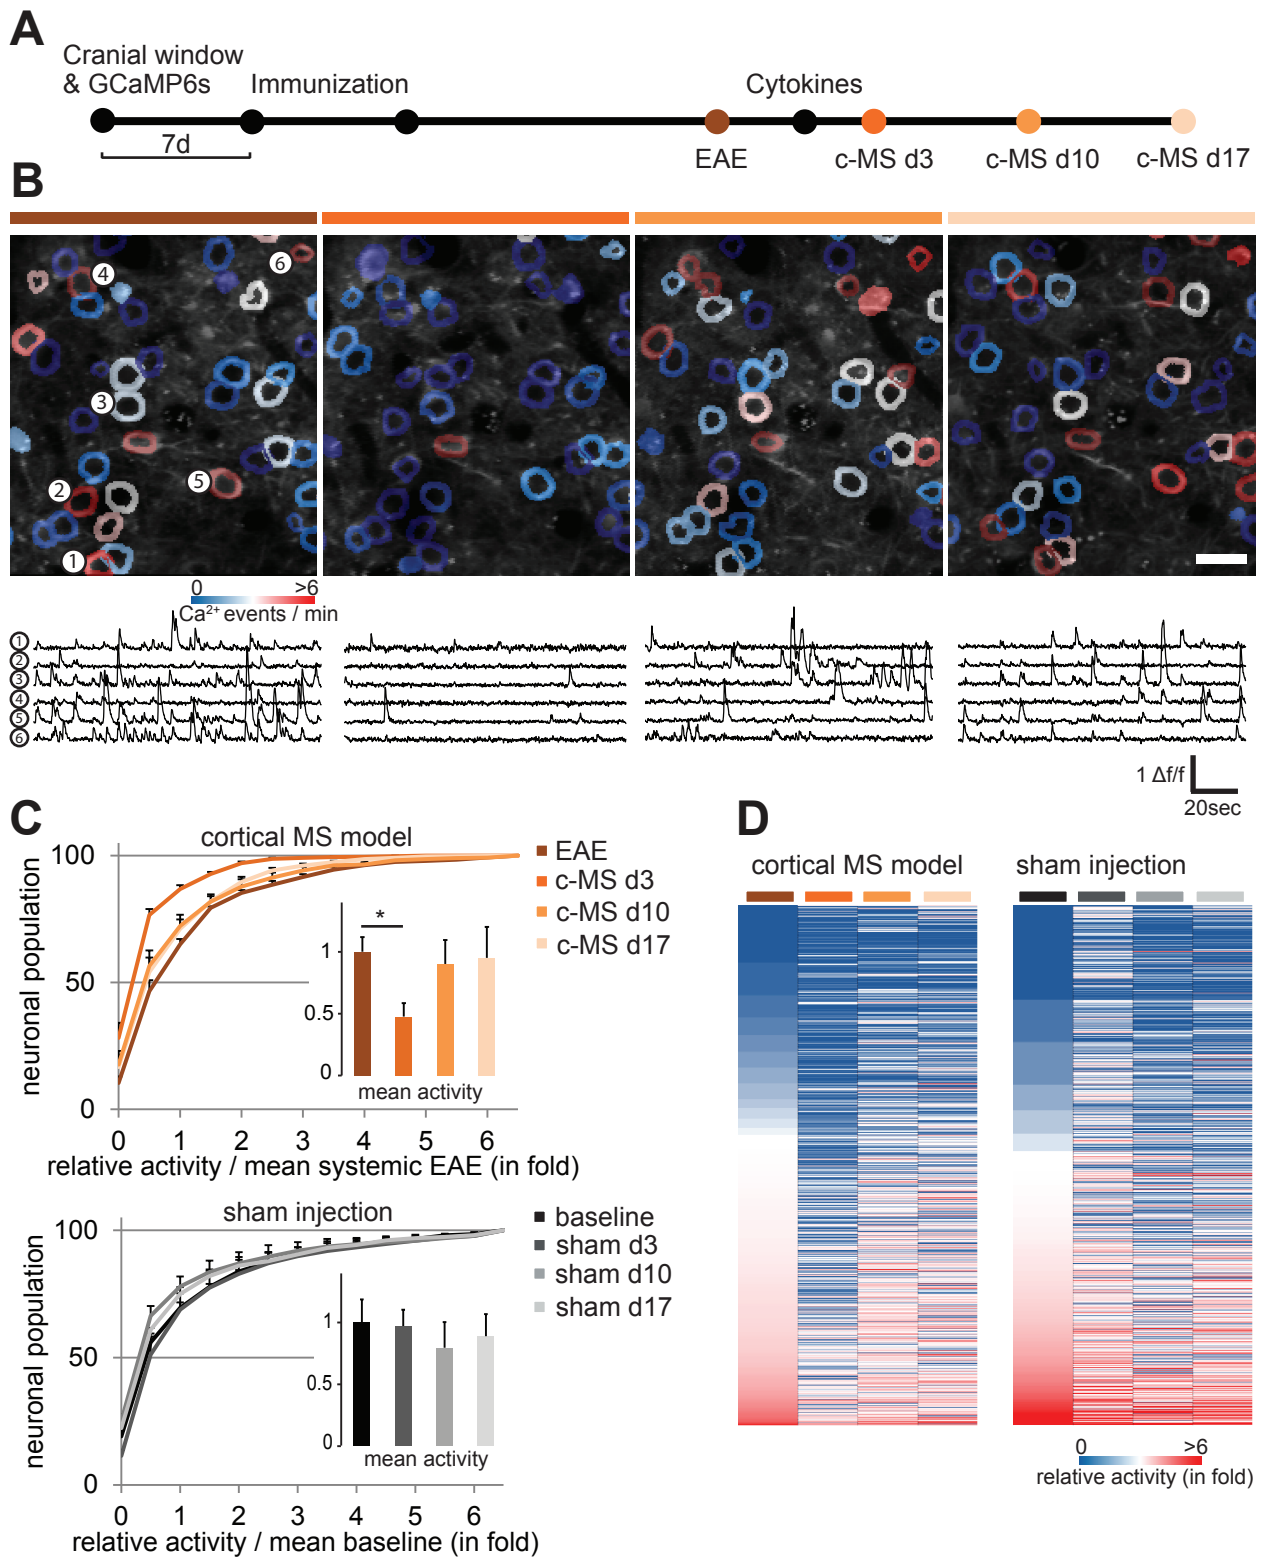 A
Cranial window
& GCaMP6s
Immunization
Cytokines
7d
EAE
c-MS d3
c-MS d10
c-MS d17
B
4
6
3
2
5
1
0
>6
Ca2+ events / min
1
2
3
4
5
6
1 Δf/f
20sec
C
cortical MS model
neuronal population
100
50
0
EAE
c-MS d3
c-MS d10
c-MS d17
*
1
0.5
0
mean activity
0 1 2 3 4 5 6
relative activity / mean systemic EAE (in fold)
sham injection
neuronal population
100
50
0
baseline
sham d3
sham d10
sham d17
1
0.5
0
mean activity
0 1 2 3 4 5 6
relative activity / mean baseline (in fold)
D
cortical MS model
sham injection
0
>6
relative activity (in fold)